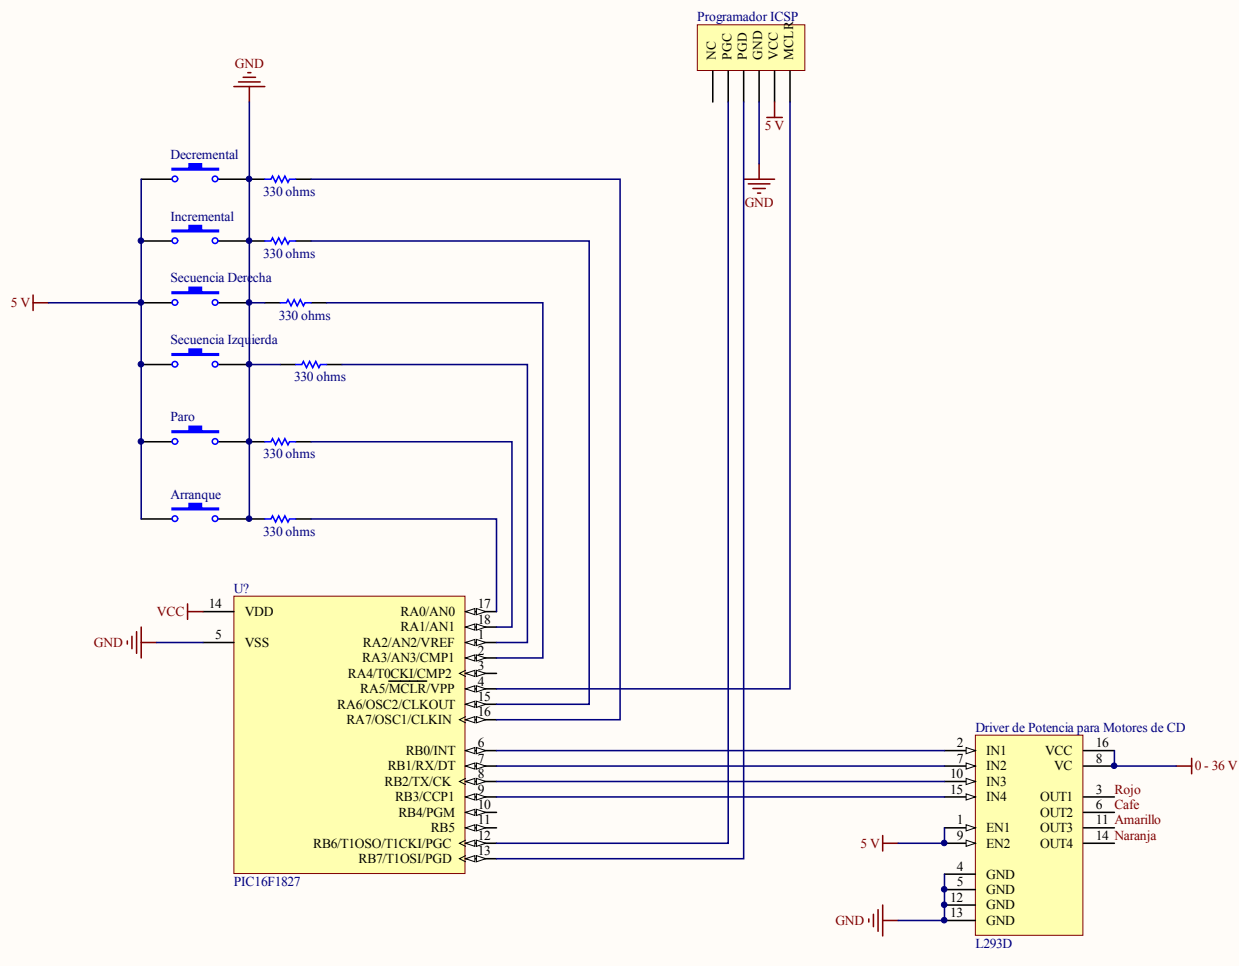 Programador ICSP
NC
PGC
PGD
GND
VCC
MCLR
5 V
GND
GND
Decremental
330 ohms
Incremental
330 ohms
Secuencia Derecha
330 ohms
5 V
Secuencia Izquierda
330 ohms
Paro
330 ohms
Arranque
330 ohms
U?
VCC 14 VDD
GND 5 VSS
RA0/AN0 17
RA1/AN1 18
RA2/AN2/VREF 1
RA3/AN3/CMP1 2
RA4/T0CKI/CMP2 3
RA5/MCLR/VPP 4
RA6/OSC2/CLKOUT 15
RA7/OSC1/CLKIN 16
RB0/INT 6
RB1/RX/DT 7
RB2/TX/CK 8
RB3/CCP1 9
RB4/PGM 10
RB5 11
RB6/T1OSO/T1CKI/PGC 12
RB7/T1OSI/PGD 13
PIC16F1827
Driver de Potencia para Motores de CD
2 IN1 VCC 16
7 IN2 VC 8 0 - 36 V
10 IN3
15 IN4 OUT1 3 Rojo
OUT2 6 Cafe
1 EN1 OUT3 11 Amarillo
5 V 9 EN2 OUT4 14 Naranja
4 GND
5 GND
12 GND
GND 13 GND
L293D